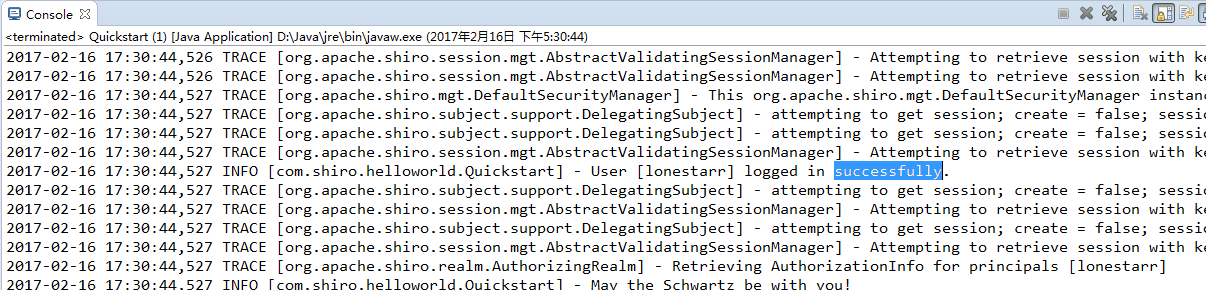 Console
<terminated> Quickstart (1) [Java Application] D:\Java\jre\bin\javaw.exe (2017年2月16日 下午5:30:44)
2017-02-16 17:30:44,526 TRACE [org.apache.shiro.session.mgt.AbstractValidatingSessionManager] - Attempting to retrieve session with ke
2017-02-16 17:30:44,526 TRACE [org.apache.shiro.session.mgt.AbstractValidatingSessionManager] - Attempting to retrieve session with ke
2017-02-16 17:30:44,527 TRACE [org.apache.shiro.mgt.DefaultSecurityManager] - This org.apache.shiro.mgt.DefaultSecurityManager instanc
2017-02-16 17:30:44,527 TRACE [org.apache.shiro.subject.support.DelegatingSubject] - attempting to get session; create = false; sessio
2017-02-16 17:30:44,527 TRACE [org.apache.shiro.subject.support.DelegatingSubject] - attempting to get session; create = false; sessio
2017-02-16 17:30:44,527 TRACE [org.apache.shiro.session.mgt.AbstractValidatingSessionManager] - Attempting to retrieve session with ke
2017-02-16 17:30:44,527 INFO [com.shiro.helloworld.Quickstart] - User [lonestarr] logged in successfully.
2017-02-16 17:30:44,527 TRACE [org.apache.shiro.subject.support.DelegatingSubject] - attempting to get session; create = false; sessio
2017-02-16 17:30:44,527 TRACE [org.apache.shiro.session.mgt.AbstractValidatingSessionManager] - Attempting to retrieve session with ke
2017-02-16 17:30:44,527 TRACE [org.apache.shiro.subject.support.DelegatingSubject] - attempting to get session; create = false; sessio
2017-02-16 17:30:44,527 TRACE [org.apache.shiro.session.mgt.AbstractValidatingSessionManager] - Attempting to retrieve session with ke
2017-02-16 17:30:44,527 TRACE [org.apache.shiro.realm.AuthorizingRealm] - Retrieving AuthorizationInfo for principals [lonestarr]
2017-02-16 17:30:44,527 INFO [com.shiro.helloworld.Quickstart] - May the Schwartz be with you!